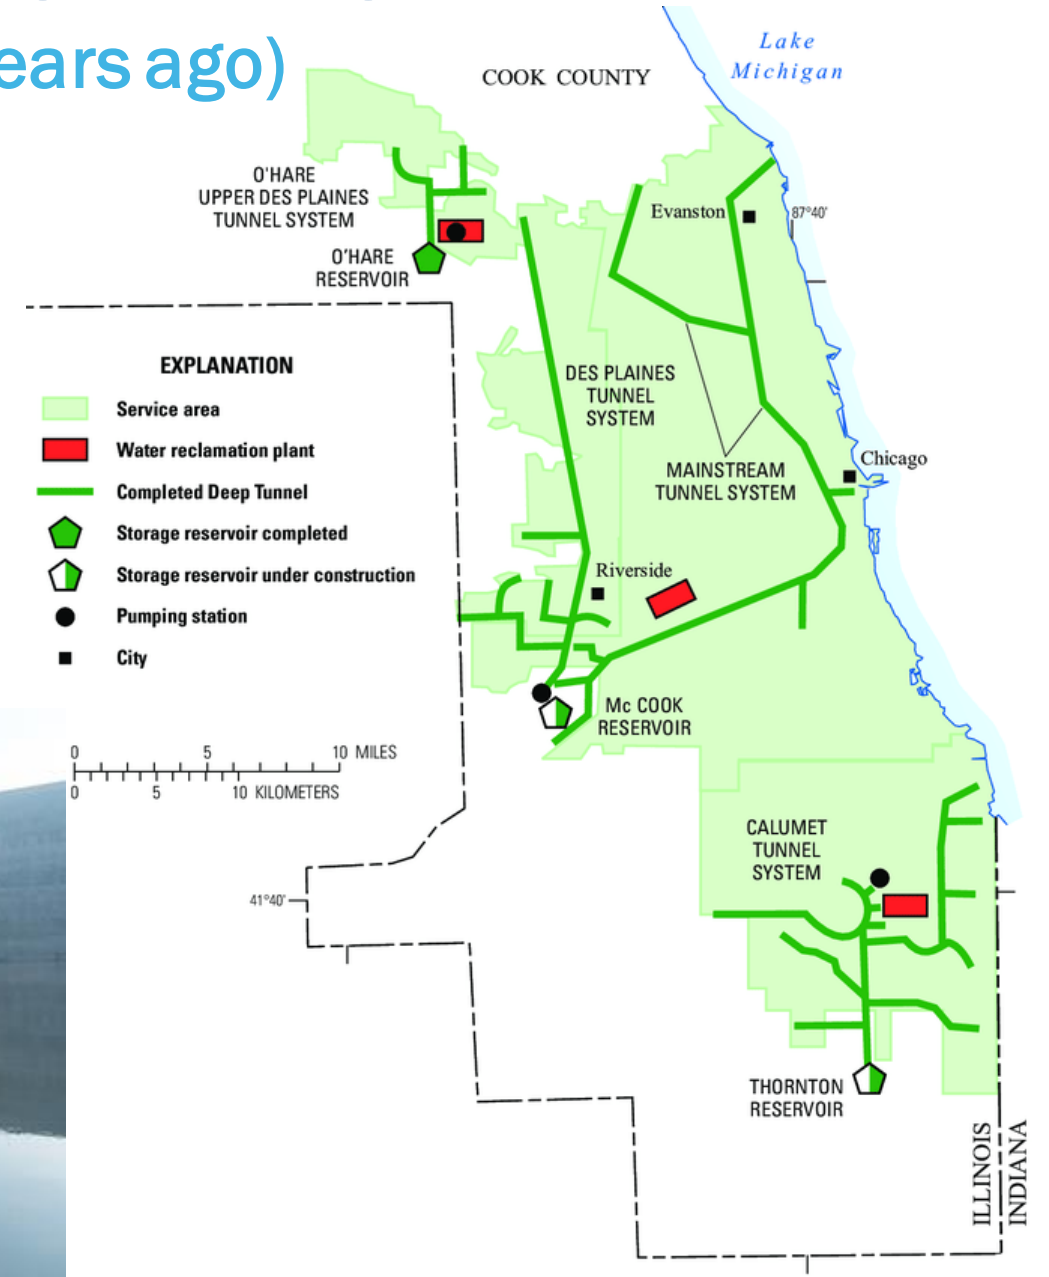 ears ago)
Lake
Michigan
COOK COUNTY
O'HARE
UPPER DES PLAINES
TUNNEL SYSTEM
O'HARE
RESERVOIR
Evanston
87°40'
EXPLANATION
Service area
Water reclamation plant
Completed Deep Tunnel
Storage reservoir completed
Storage reservoir under construction
Pumping station
City
DES PLAINES
TUNNEL
SYSTEM
MAINSTREAM
TUNNEL SYSTEM
Chicago
Riverside
Mc COOK
RESERVOIR
0 5 10 MILES
0 5 10 KILOMETERS
CALUMET
TUNNEL
SYSTEM
41°40'
THORNTON
RESERVOIR
ILLINOIS
INDIANA